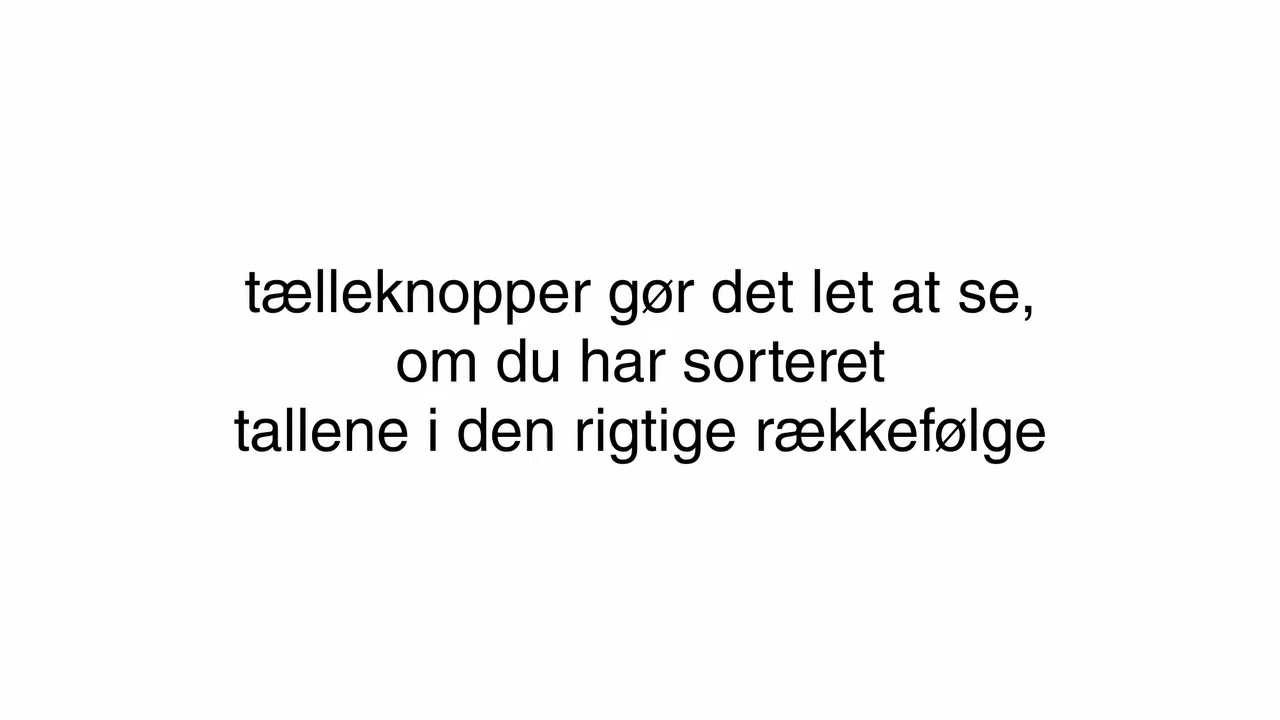 tælleknopper gør det let at se,
om du har sorteret
tallene i den rigtige rækkefølge